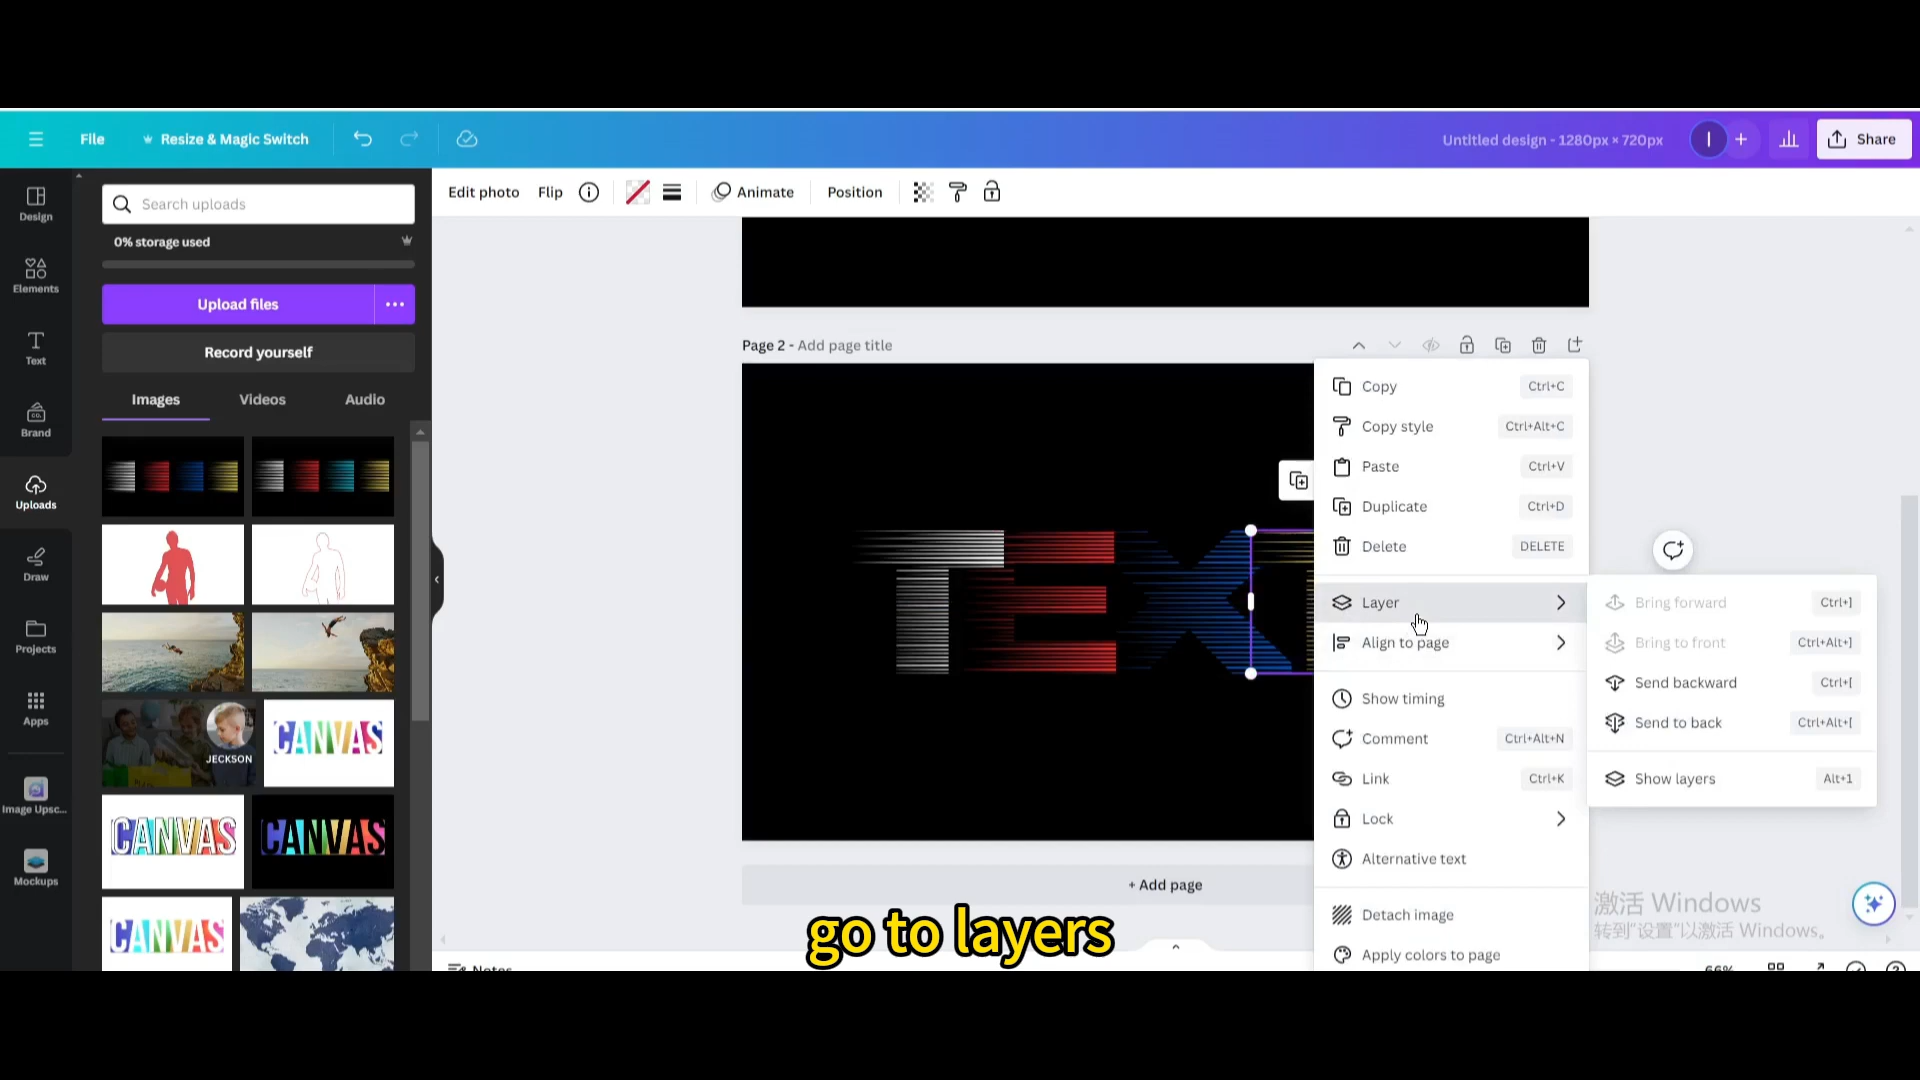 File
Resize & Magic Switch
Untitled design - 1280px × 720px
I
Share
Design
Elements
Text
Brand
Uploads
Draw
Projects
Apps
Image Upsc...
Mockups
Search uploads
0% storage used
Upload files
Record yourself
Images
Videos
Audio
JECKSON
CANVAS
CANVAS
CANVAS
CANVAS
Edit photo
Flip
Animate
Position
Page 2 - Add page title
TEXT
Copy Ctrl+C
Copy style Ctrl+Alt+C
Paste Ctrl+V
Duplicate Ctrl+D
Delete DELETE
Layer
Align to page
Show timing
Comment Ctrl+Alt+N
Link Ctrl+K
Lock
Alternative text
Detach image
Apply colors to page
Bring forward Ctrl+]
Bring to front Ctrl+Alt+]
Send backward Ctrl+[
Send to back Ctrl+Alt+[
Show layers Alt+1
+ Add page
go to layers
激活 Windows
转到"设置"以激活 Windows。
Notes
66%